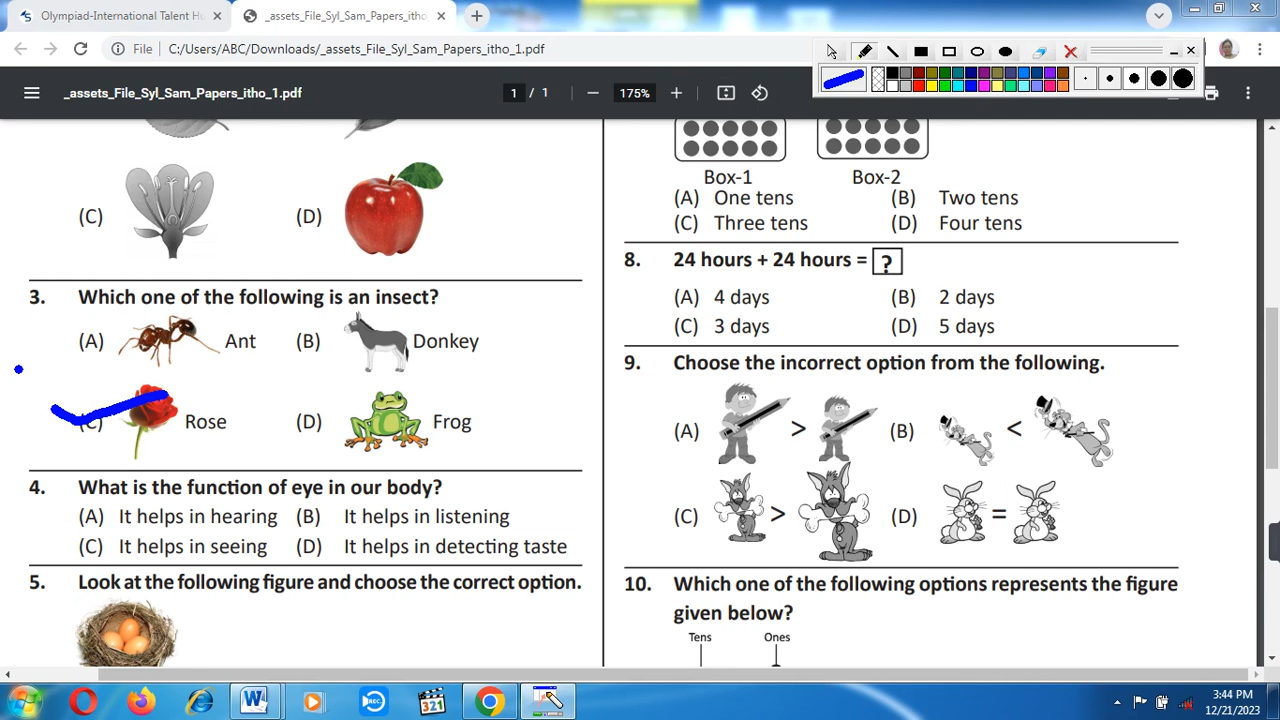 Olympiad-International Talent Hu
_assets_File_Syl_Sam_Papers_itho
File
C:/Users/ABC/Downloads/_assets_File_Syl_Sam_Papers_itho_1.pdf
_assets_File_Syl_Sam_Papers_itho_1.pdf
1 / 1
175%
(C)
(D)
3. Which one of the following is an insect?
(A) Ant
(B) Donkey
(C) Rose
(D) Frog
4. What is the function of eye in our body?
(A) It helps in hearing (B) It helps in listening
(C) It helps in seeing (D) It helps in detecting taste
5. Look at the following figure and choose the correct option.
Box-1 Box-2
(A) One tens (B) Two tens
(C) Three tens (D) Four tens
8. 24 hours + 24 hours = ?
(A) 4 days (B) 2 days
(C) 3 days (D) 5 days
9. Choose the incorrect option from the following.
(A) > (B) <
(C) > (D) =
10. Which one of the following options represents the figure
given below?
Tens Ones
REC
321
3:44 PM
12/21/2023